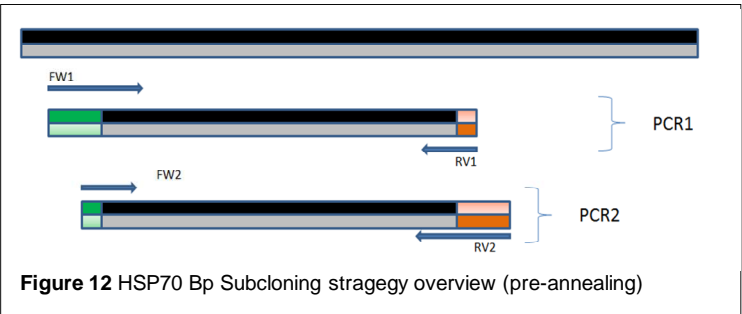 FW1
PCR1
RV1
FW2
PCR2
RV2
Figure 12 HSP70 Bp Subcloning stragegy overview (pre-annealing)